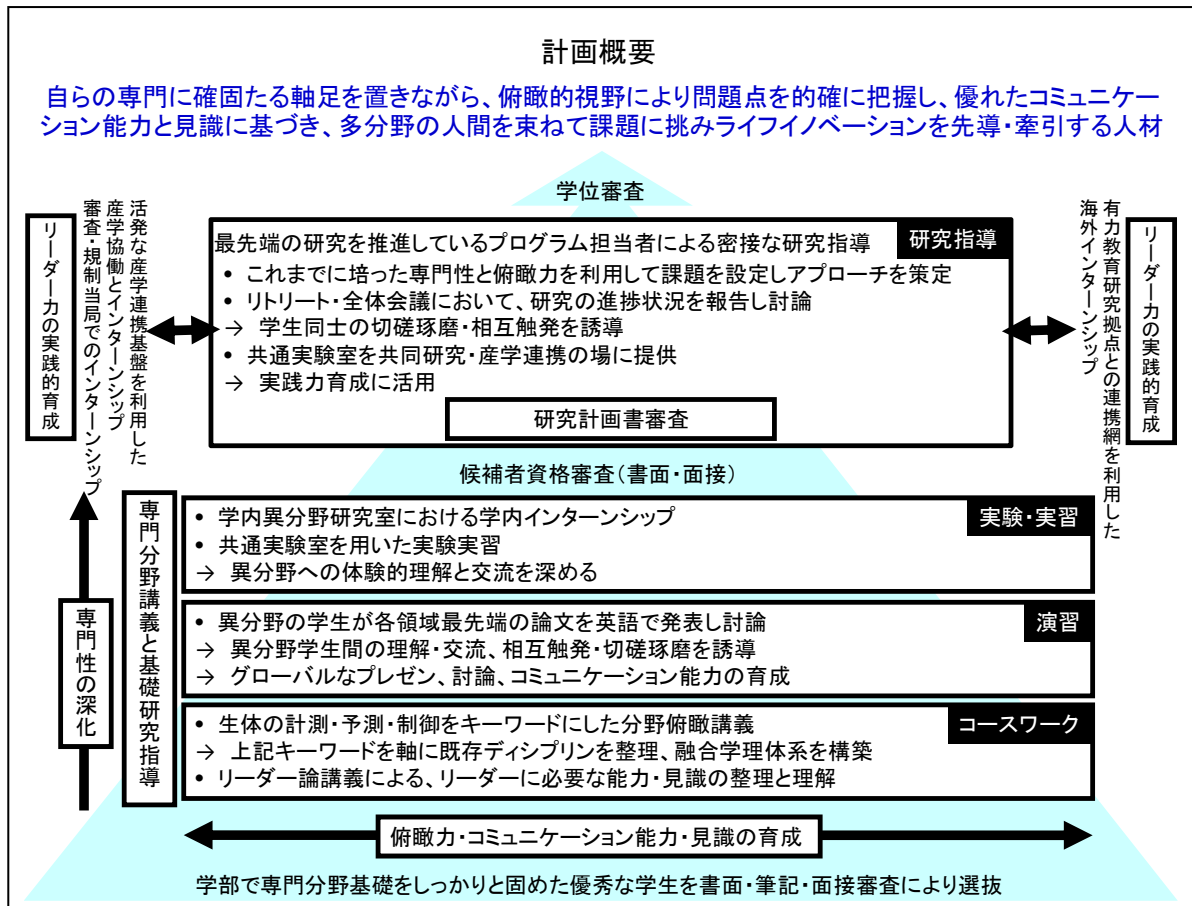 計画概要
自らの専門に確固たる軸足を置きながら、俯瞰的視野により問題点を的確に把握し、優れたコミュニケー
ション能力と見識に基づき、多分野の人間を束ねて課題に挑みライフイノベーションを先導・牽引する人材
学位審査
リーダー力の実践的育成
活発な産学連携基盤を利用した
産学協働とインターンシップ
審査・規制当局でのインターンシップ
研究指導
最先端の研究を推進しているプログラム担当者による密接な研究指導
• これまでに培った専門性と俯瞰力を利用して課題を設定しアプローチを策定
• リトリート・全体会議において、研究の進捗状況を報告し討論
→ 学生同士の切磋琢磨・相互触発を誘導
• 共通実験室を共同研究・産学連携の場に提供
→ 実践力育成に活用
研究計画書審査
有力教育研究拠点との連携網を利用した
海外インターンシップ
リーダー力の実践的育成
候補者資格審査(書面・面接)
専門性の深化
専門分野講義と基礎研究指導
実験・実習
• 学内異分野研究室における学内インターンシップ
• 共通実験室を用いた実験実習
→ 異分野への体験的理解と交流を深める
演習
• 異分野の学生が各領域最先端の論文を英語で発表し討論
→ 異分野学生間の理解・交流、相互触発・切磋琢磨を誘導
→ グローバルなプレゼン、討論、コミュニケーション能力の育成
コースワーク
• 生体の計測・予測・制御をキーワードにした分野俯瞰講義
→ 上記キーワードを軸に既存ディシプリンを整理、融合学理体系を構築
• リーダー論講義による、リーダーに必要な能力・見識の整理と理解
俯瞰力・コミュニケーション能力・見識の育成
学部で専門分野基礎をしっかりと固めた優秀な学生を書面・筆記・面接審査により選抜